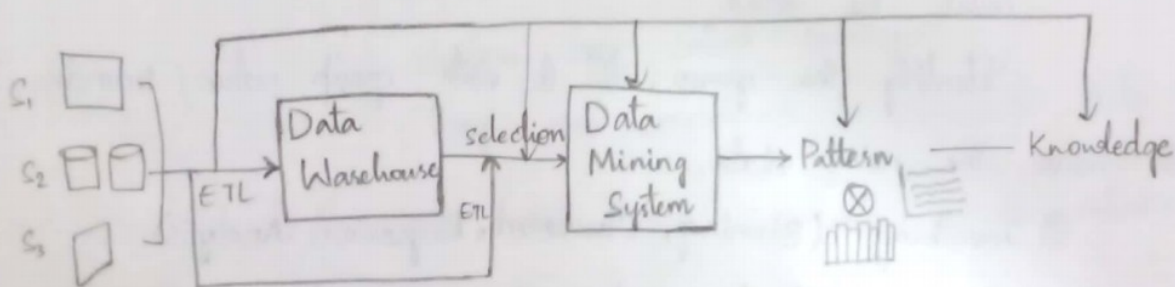 S1
S2
S3
ETL
Data
Warehouse
selection
ETL
Data
Mining
System
Pattern
Knowledge